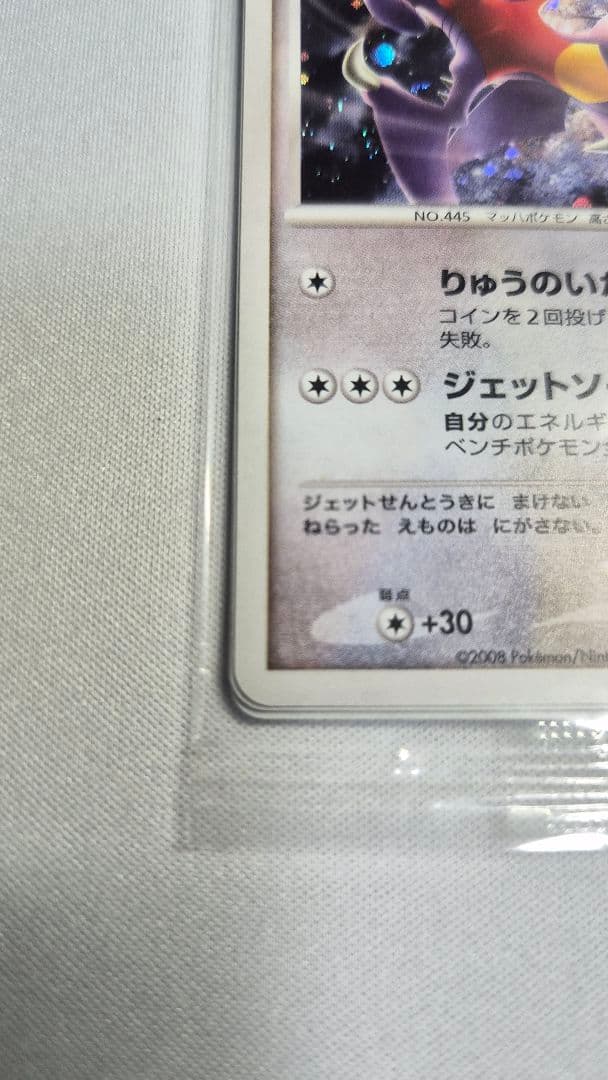 NO.445 マッハポケモン 高さ
りゅうのいか
コインを2回投げ
失敗。
ジェットソ
自分のエネルギ
ベンチポケモン
ジェットせんとうきに まけない
ねらった えものは にがさない。
弱点
+30
©2008 Pokémon/Nint